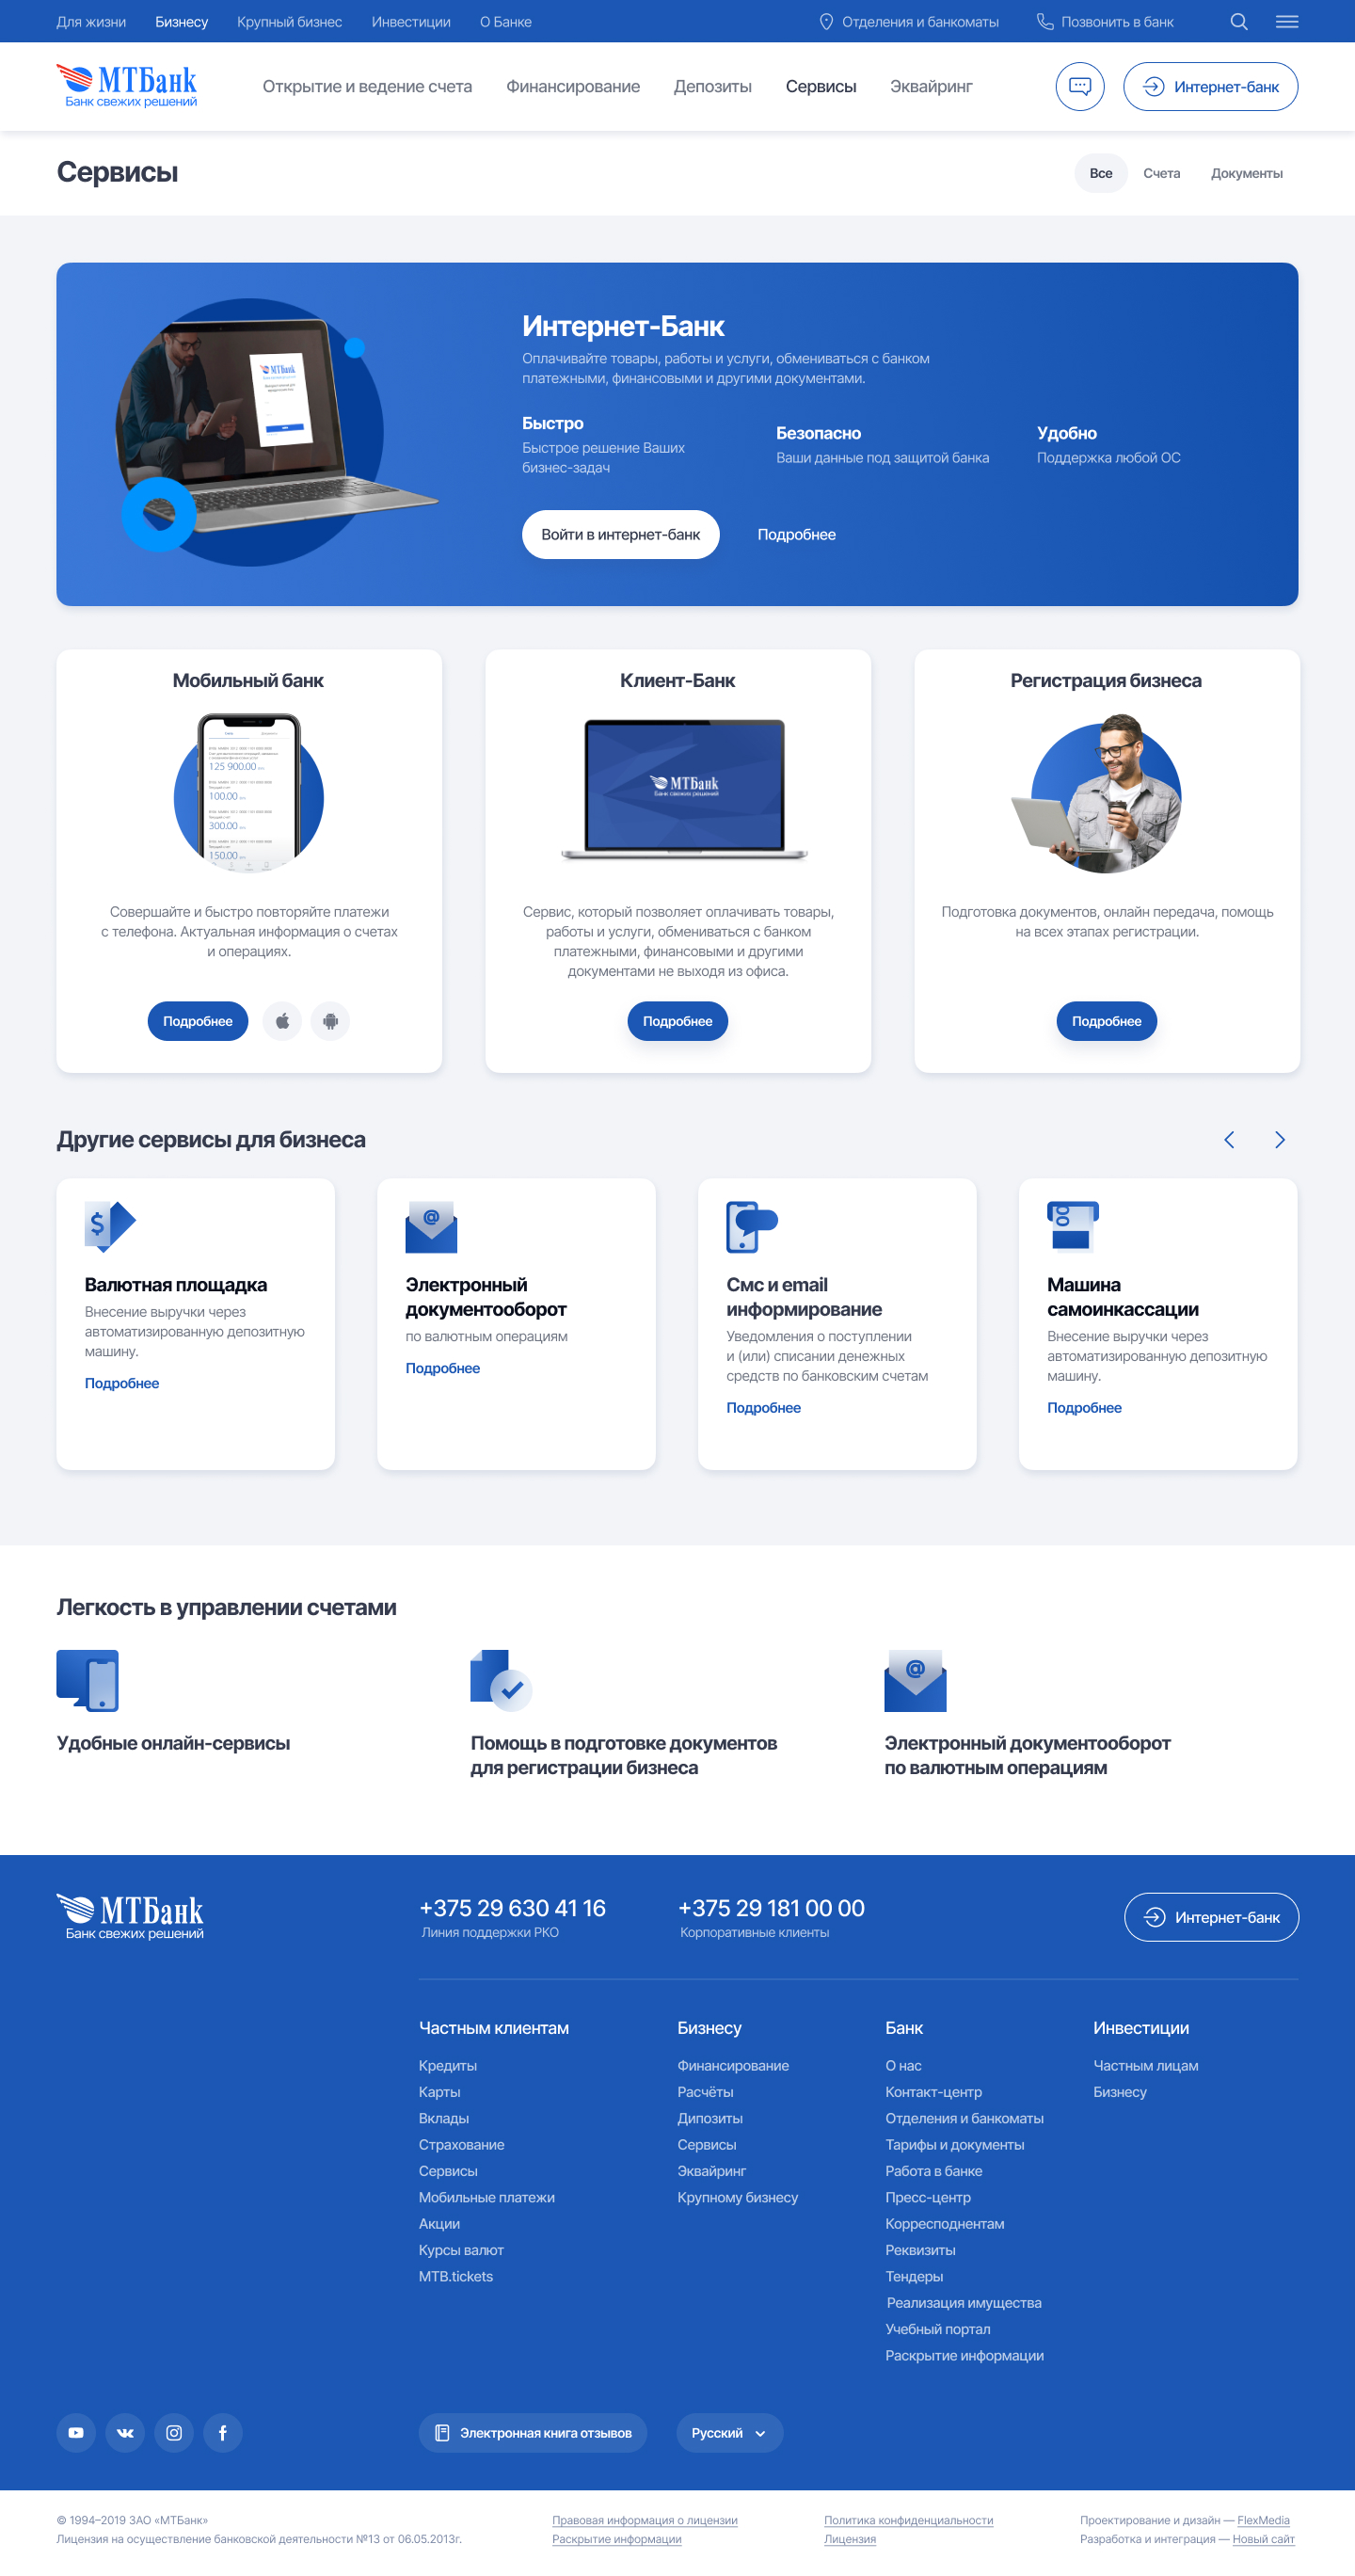 Для жизни Бизнесу Крупный бизнес Инвестиции О Банке Отделения и банкоматы Позвонить в банк
МТБанк
Банк свежих решений
Открытие и ведение счета Финансирование Депозиты Сервисы Эквайринг Интернет-банк
Сервисы
Все Счета Документы
МТБанк
Интернет-Банк
Оплачивайте товары, работы и услуги, обмениваться с банком
платежными, финансовыми и другими документами.
Быстро
Быстрое решение Ваших
бизнес-задач
Безопасно
Ваши данные под защитой банка
Удобно
Поддержка любой ОС
Войти в интернет-банк Подробнее
Мобильный банк
125 900.00
100.00
300.00
150.00
Совершайте и быстро повторяйте платежи
с телефона. Актуальная информация о счетах
и операциях.
Подробнее
Клиент-Банк
МТБанк
Банк свежих решений
Сервис, который позволяет оплачивать товары,
работы и услуги, обмениваться с банком
платежными, финансовыми и другими
документами не выходя из офиса.
Подробнее
Регистрация бизнеса
Подготовка документов, онлайн передача, помощь
на всех этапах регистрации.
Подробнее
Другие сервисы для бизнеса
$
Валютная площадка
Внесение выручки через
автоматизированную депозитную
машину.
Подробнее
@
Электронный
документооборот
по валютным операциям
Подробнее
Смс и email
информирование
Уведомления о поступлении
и (или) списании денежных
средств по банковским счетам
Подробнее
Машина
самоинкассации
Внесение выручки через
автоматизированную депозитную
машину.
Подробнее
Легкость в управлении счетами
Удобные онлайн-сервисы
Помощь в подготовке документов
для регистрации бизнеса
@
Электронный документооборот
по валютным операциям
МТБанк
Банк свежих решений
+375 29 630 41 16
Линия поддержки РКО
+375 29 181 00 00
Корпоративные клиенты
Интернет-банк
Частным клиентам
Кредиты
Карты
Вклады
Страхование
Сервисы
Мобильные платежи
Акции
Курсы валют
MTB.tickets
Бизнесу
Финансирование
Расчёты
Дипозиты
Сервисы
Эквайринг
Крупному бизнесу
Банк
О нас
Контакт-центр
Отделения и банкоматы
Тарифы и документы
Работа в банке
Пресс-центр
Корресподнентам
Реквизиты
Тендеры
Реализация имущества
Учебный портал
Раскрытие информации
Инвестиции
Частным лицам
Бизнесу
Электронная книга отзывов Русский
© 1994–2019 ЗАО «МТБанк»
Лицензия на осуществление банковской деятельности №13 от 06.05.2013г.
Правовая информация о лицензии
Раскрытие информации
Политика конфиденциальности
Лицензия
Проектирование и дизайн — FlexMedia
Разработка и интеграция — Новый сайт